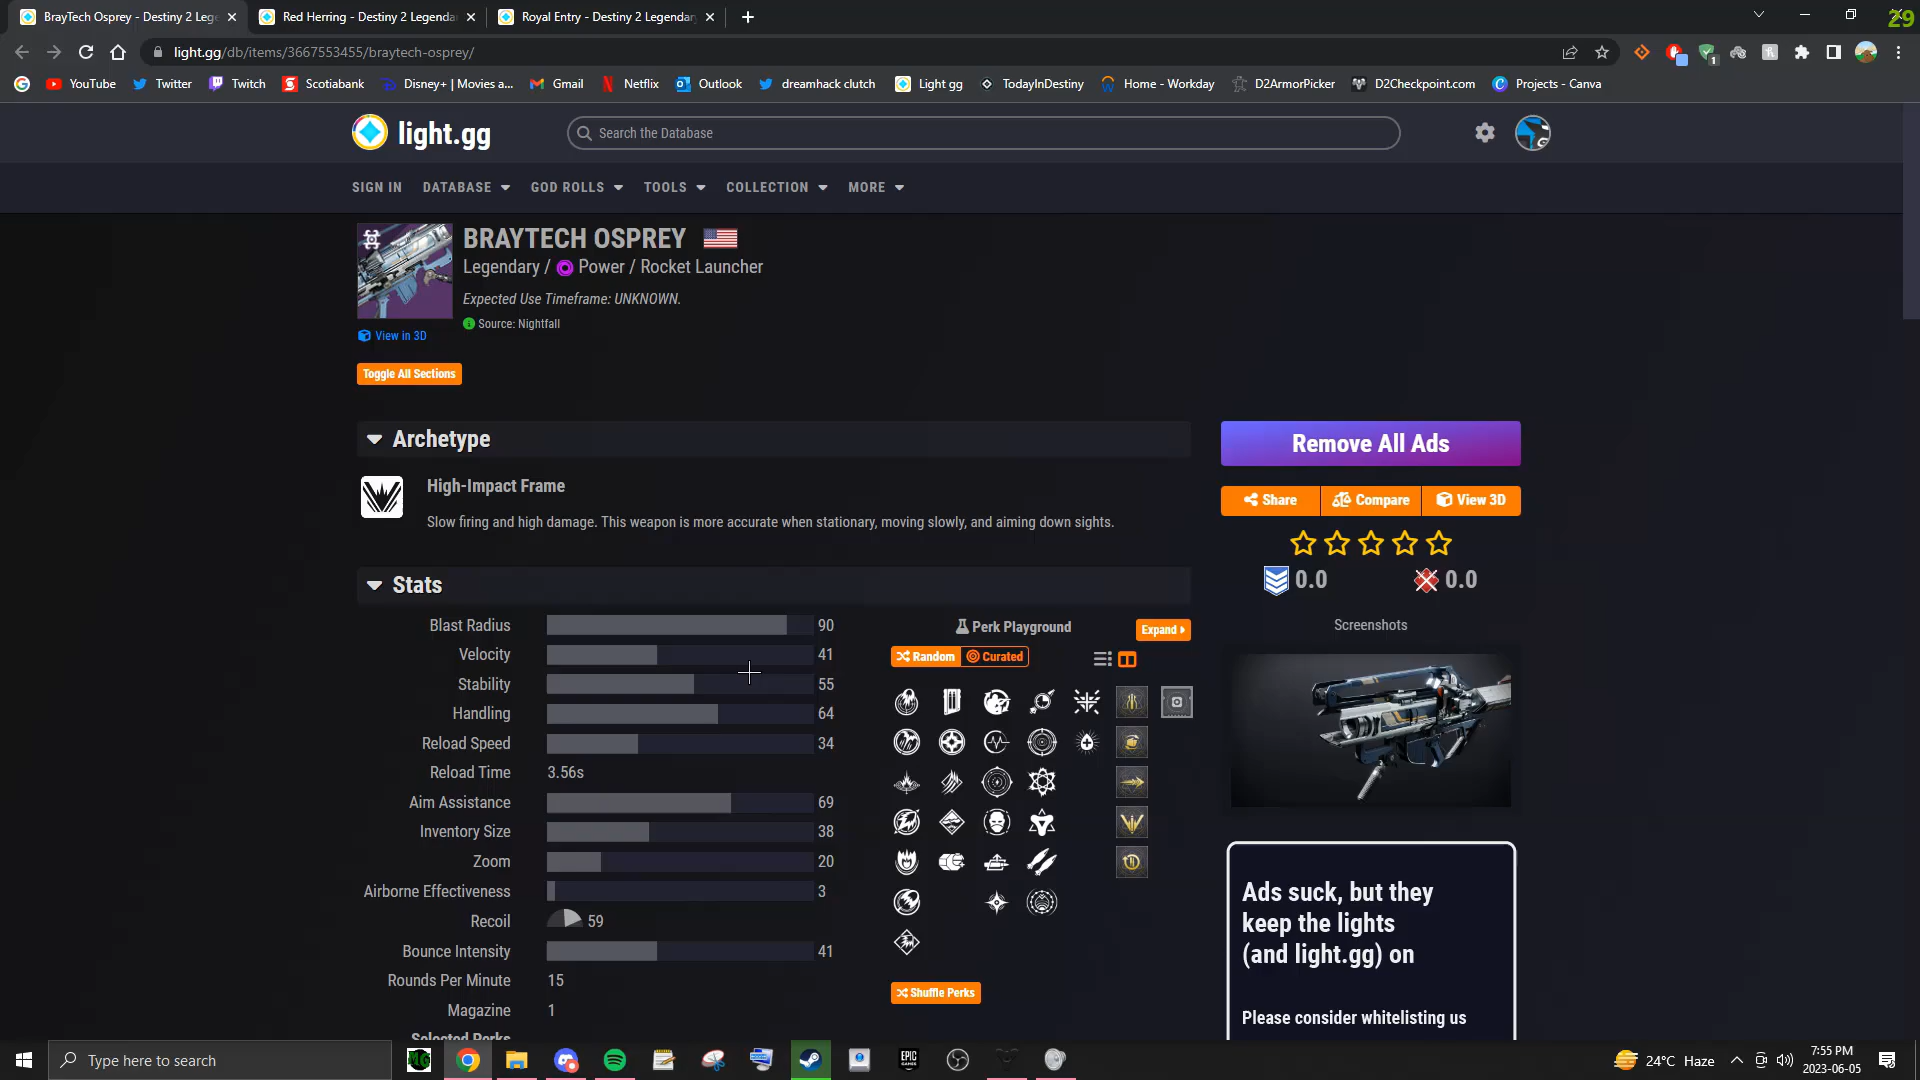 BrayTech Osprey - Destiny 2 Lege
Red Herring - Destiny 2 Legenda
Royal Entry - Destiny 2 Legendar
29
light.gg/db/items/3667553455/braytech-osprey/
1
YouTube
Twitter
Twitch
Scotiabank
Disney+ | Movies a...
Gmail
Netflix
Outlook
dreamhack clutch
Light gg
TodayInDestiny
Home - Workday
D2ArmorPicker
D2Checkpoint.com
Projects - Canva
light.gg
Search the Database
SIGN IN
DATABASE
GOD ROLLS
TOOLS
COLLECTION
MORE
BRAYTECH OSPREY
Legendary / Power / Rocket Launcher
Expected Use Timeframe: UNKNOWN.
Source: Nightfall
View in 3D
Toggle All Sections
Archetype
High-Impact Frame
Slow firing and high damage. This weapon is more accurate when stationary, moving slowly, and aiming down sights.
Stats
Blast Radius 90
Velocity 41
Stability 55
Handling 64
Reload Speed 34
Reload Time 3.56s
Aim Assistance 69
Inventory Size 38
Zoom 20
Airborne Effectiveness 3
Recoil 59
Bounce Intensity 41
Rounds Per Minute 15
Magazine 1
Selected Perks
Perk Playground
Expand
Random
Curated
Shuffle Perks
Remove All Ads
Share
Compare
View 3D
0.0
0.0
Screenshots
Ads suck, but they
keep the lights
(and light.gg) on
Please consider whitelisting us
Type here to search
24°C Haze
7:55 PM
2023-06-05